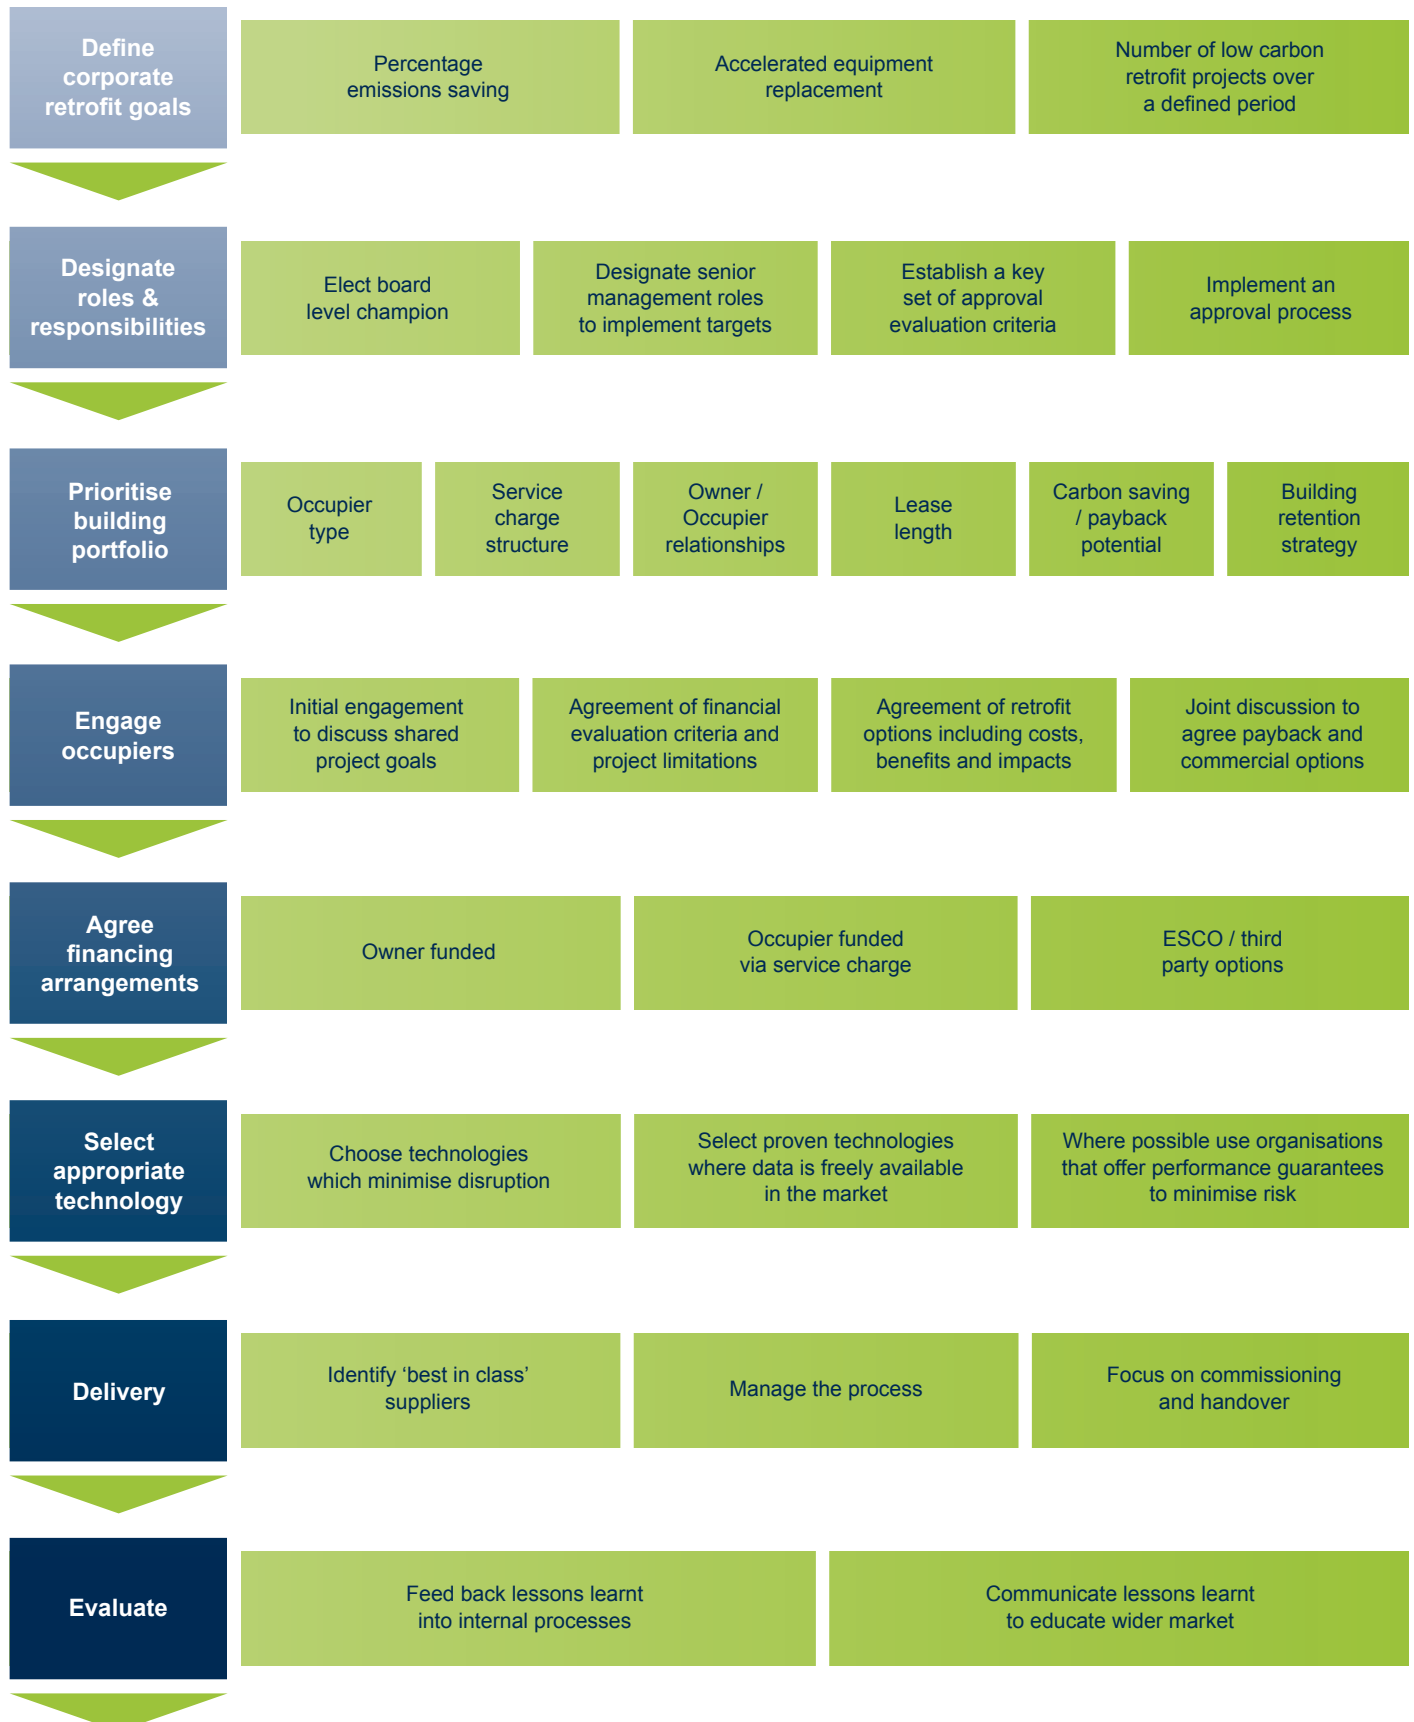 Define
corporate
retrofit goals
Percentage
emissions saving
Accelerated equipment
replacement
Number of low carbon
retrofit projects over
a defined period
Designate
roles &
responsibilities
Elect board
level champion
Designate senior
management roles
to implement targets
Establish a key
set of approval
evaluation criteria
Implement an
approval process
Prioritise
building
portfolio
Occupier
type
Service
charge
structure
Owner /
Occupier
relationships
Lease
length
Carbon saving
/ payback
potential
Building
retention
strategy
Engage
occupiers
Initial engagement
to discuss shared
project goals
Agreement of financial
evaluation criteria and
project limitations
Agreement of retrofit
options including costs,
benefits and impacts
Joint discussion to
agree payback and
commercial options
Agree
financing
arrangements
Owner funded
Occupier funded
via service charge
ESCO / third
party options
Select
appropriate
technology
Choose technologies
which minimise disruption
Select proven technologies
where data is freely available
in the market
Where possible use organisations
that offer performance guarantees
to minimise risk
Delivery
Identify ‘best in class’
suppliers
Manage the process
Focus on commissioning
and handover
Evaluate
Feed back lessons learnt
into internal processes
Communicate lessons learnt
to educate wider market